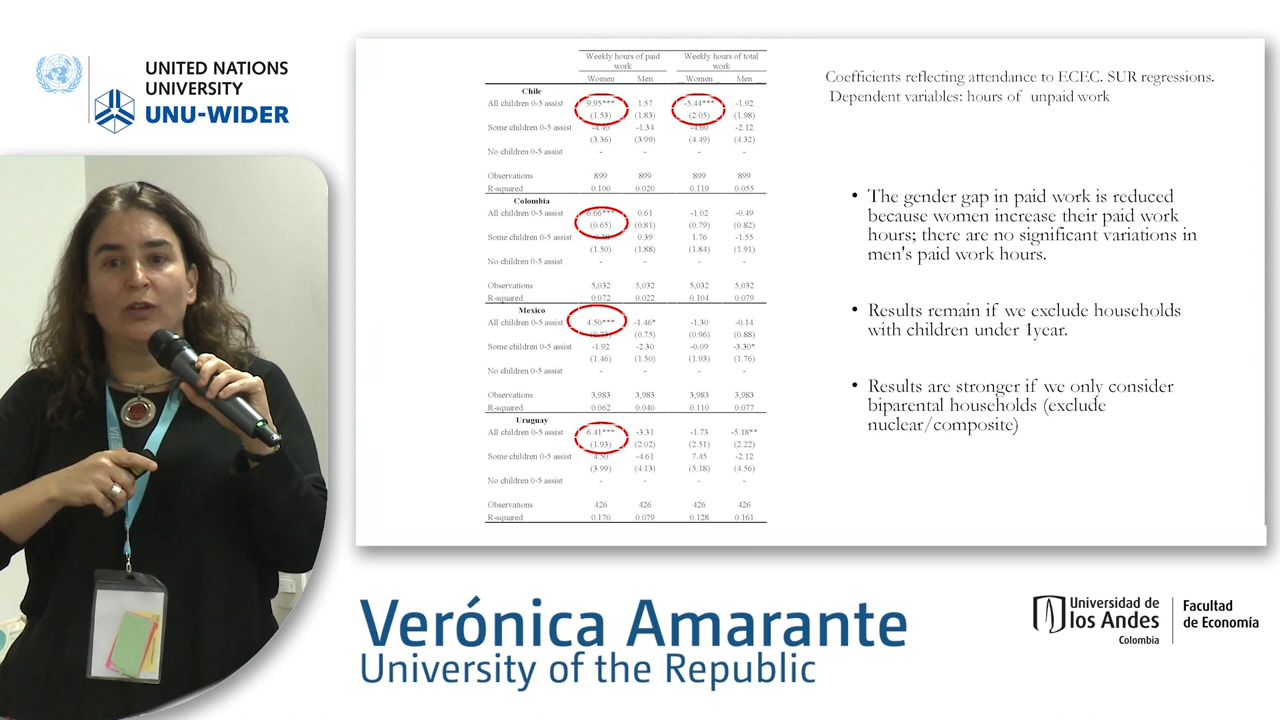 UNITED NATIONS
UNIVERSITY
UNU-WIDER
Weekly hours of paid work Weekly hours of total work
Women Men Women Men
Chile
All children 0-5 assist 9.95*** 1.57 -5.44*** -1.92
(1.53) (1.83) (2.05) (1.98)
Some children 0-5 assist -4.40 -1.34 -4.60 -2.12
(3.36) (3.99) (4.49) (4.32)
No children 0-5 assist - - - -
Observations 899 899 899 899
R-squared 0.100 0.020 0.119 0.055
Colombia
All children 0-5 assist 6.66*** 0.61 -1.02 -0.49
(0.65) (0.81) (0.79) (0.82)
Some children 0-5 assist 0.39 1.76 -1.55
(1.50) (1.88) (1.84) (1.91)
No children 0-5 assist - - - -
Observations 5,032 5,032 5,032 5,032
R-squared 0.072 0.022 0.104 0.079
Mexico
All children 0-5 assist 4.50*** -1.46* -1.30 -0.14
(0.75) (0.96) (0.88)
Some children 0-5 assist -1.92 -2.30 -0.09 -3.30*
(1.46) (1.50) (1.93) (1.76)
No children 0-5 assist - - - -
Observations 3,983 3,983 3,983 3,983
R-squared 0.062 0.040 0.110 0.077
Uruguay
All children 0-5 assist 6.41*** -3.31 -1.73 -5.18**
(1.93) (2.02) (2.51) (2.22)
Some children 0-5 assist 4.50 -4.61 7.45 -2.12
(3.99) (4.13) (5.18) (4.56)
No children 0-5 assist - - - -
Observations 426 426 426 426
R-squared 0.170 0.079 0.128 0.161
Coefficients reflecting attendance to ECEC. SUR regressions.
Dependent variables: hours of unpaid work
• The gender gap in paid work is reduced
because women increase their paid work
hours; there are no significant variations in
men's paid work hours.
• Results remain if we exclude households
with children under 1year.
• Results are stronger if we only consider
biparental households (exclude
nuclear/composite)
Verónica Amarante
University of the Republic
Universidad de
los Andes
Colombia
Facultad
de Economía